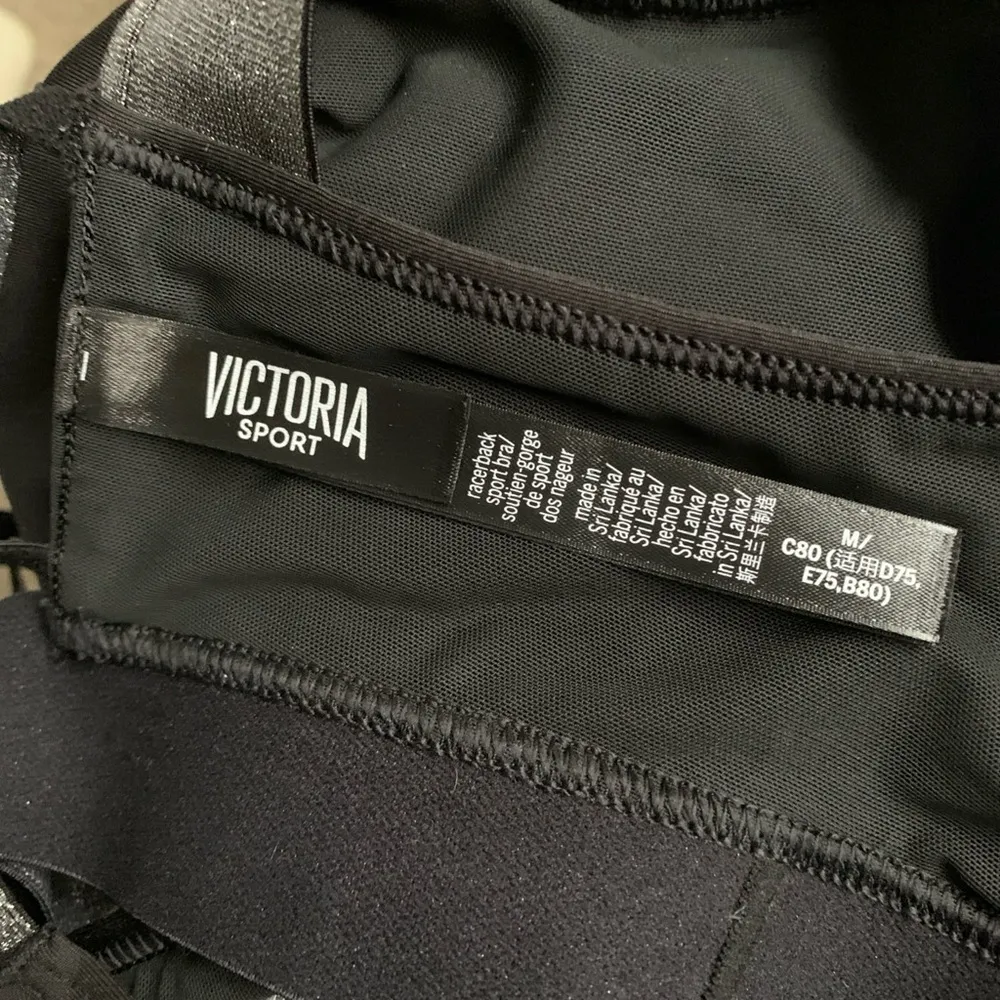 VICTORIA
SPORT
racerback
sport bra/
soutien-gorge
de sport
dos nageur
made in
Sri Lanka/
fabriqué au
Sri Lanka/
hecho en
Sri Lanka/
fabbricato
in Sri Lanka/
斯里兰卡制造
M/
C80 (适用D75,
E75,B80)